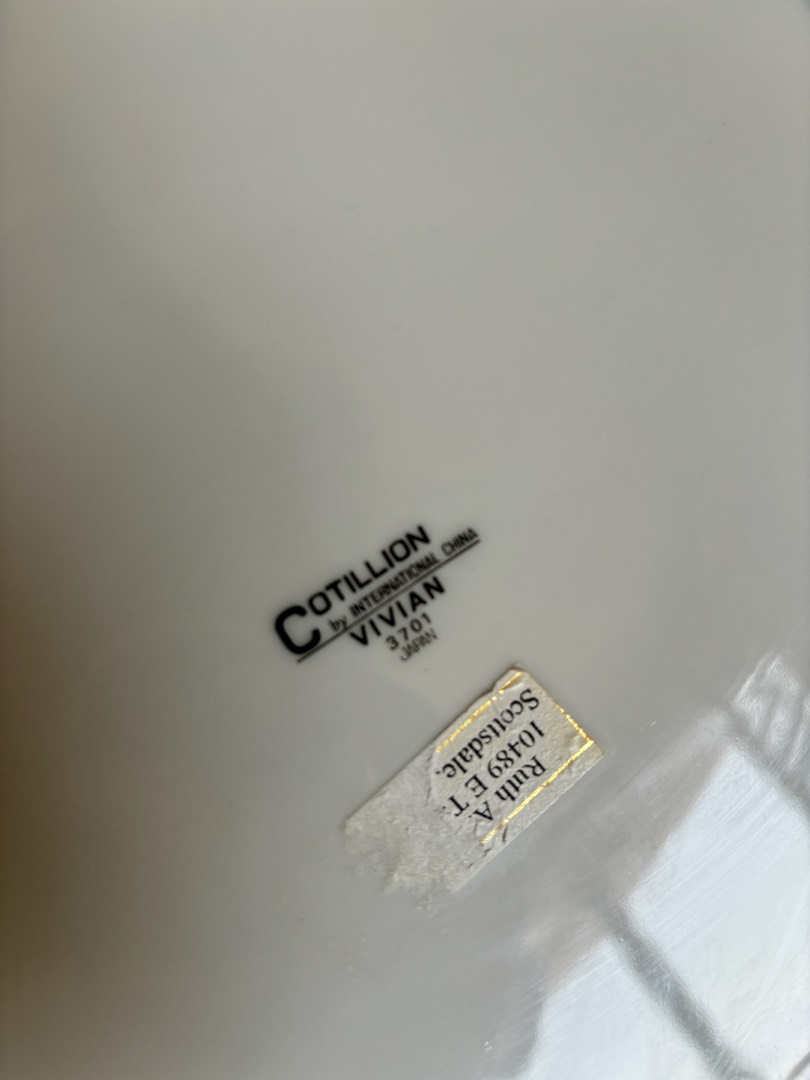 COTILLION
by INTERNATIONAL CHINA
VIVIAN
3701
JAPAN
Ruth A.
10489 E T.
Scottsdale,